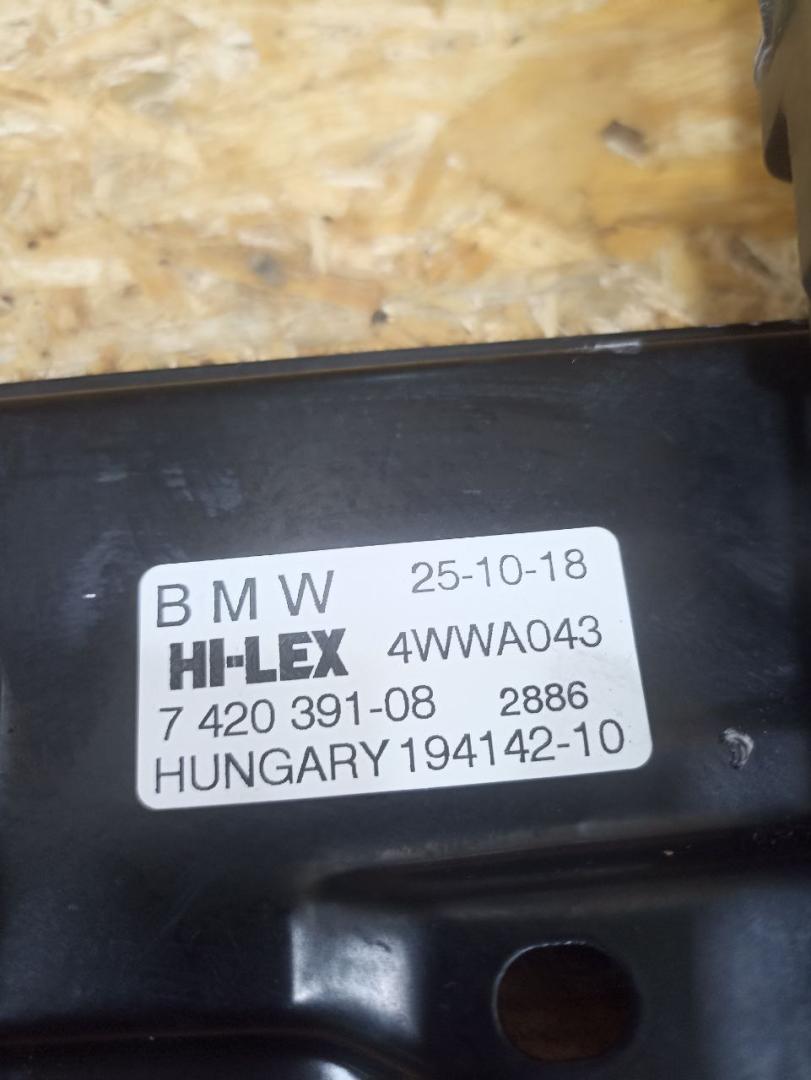 BMW 25-10-18
HI-LEX 4WWA043
7 420 391-08 2886
HUNGARY 194142-10